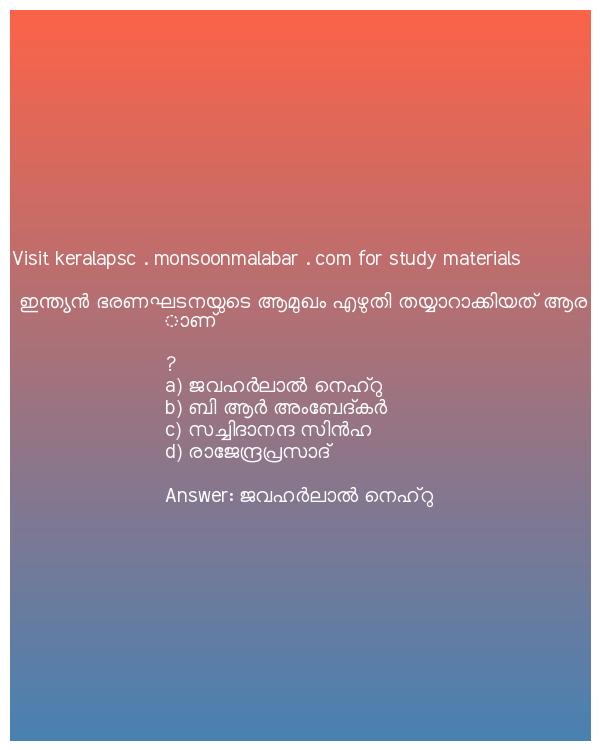 Visit keralapsc . monsoonmalabar . com for study materials
ഇന്ത്യൻ ഭരണഘടനയുടെ ആമുഖം എഴുതി തയ്യാറാക്കിയത് ആര
ാണ്
?
a) ജവഹർലാൽ നെഹ്റു
b) ബി ആർ അംബേദ്കർ
c) സച്ചിദാനന്ദ സിൻഹ
d) രാജേന്ദ്രപ്രസാദ്
Answer: ജവഹർലാൽ നെഹ്റു